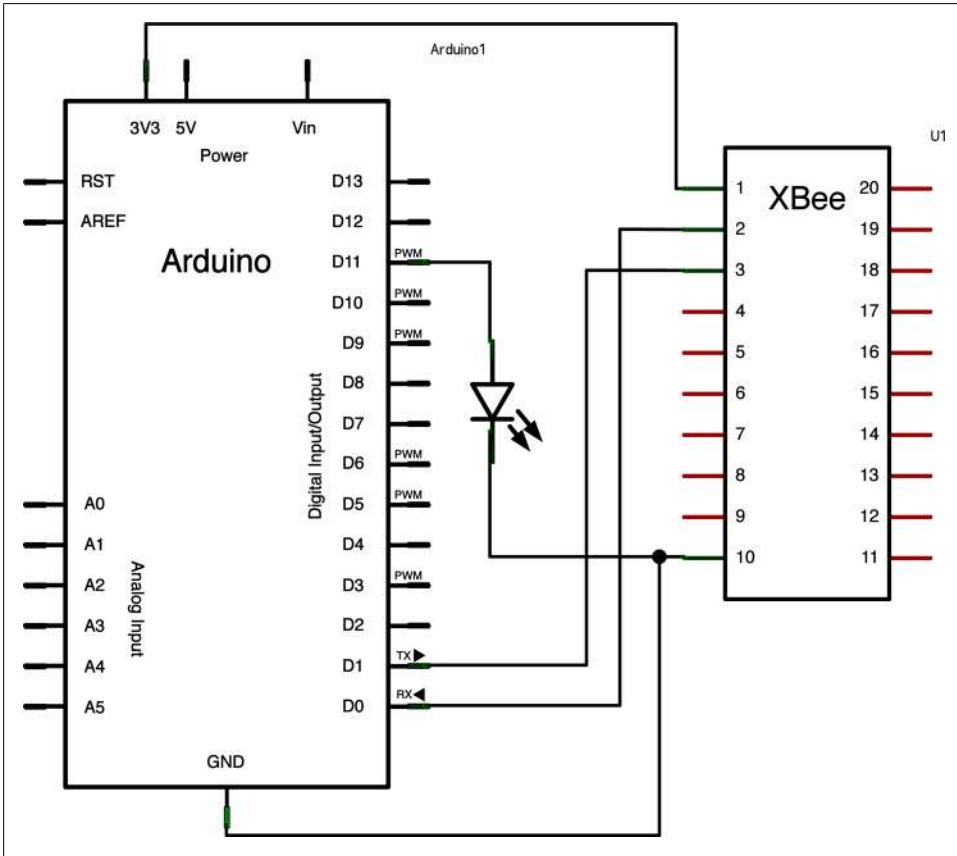 Arduino1
3V3 5V Vin
Power
U1
RST
AREF
Arduino
A0
A1
A2
A3
A4
A5
Analog Input
D13
D12
D11 PWM
D10 PWM
D9 PWM
D8
D7
D6 PWM
D5 PWM
D4
D3 PWM
D2
D1 TX
D0 RX
Digital Input/Output
GND
XBee
1 20
2 19
3 18
4 17
5 16
6 15
7 14
8 13
9 12
10 11